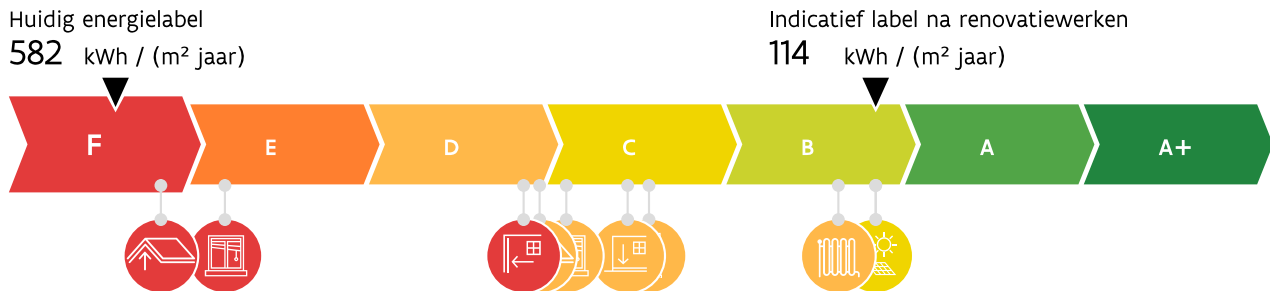 Huidig energielabel
582 kWh / (m² jaar)
Indicatief label na renovatiewerken
114 kWh / (m² jaar)
F E D C B A A+